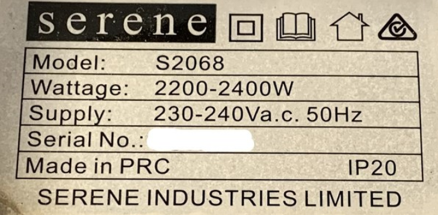 serene
Model: S2068
Wattage: 2200-2400W
Supply: 230-240Va.c. 50Hz
Serial No.:
Made in PRC IP20
SERENE INDUSTRIES LIMITED